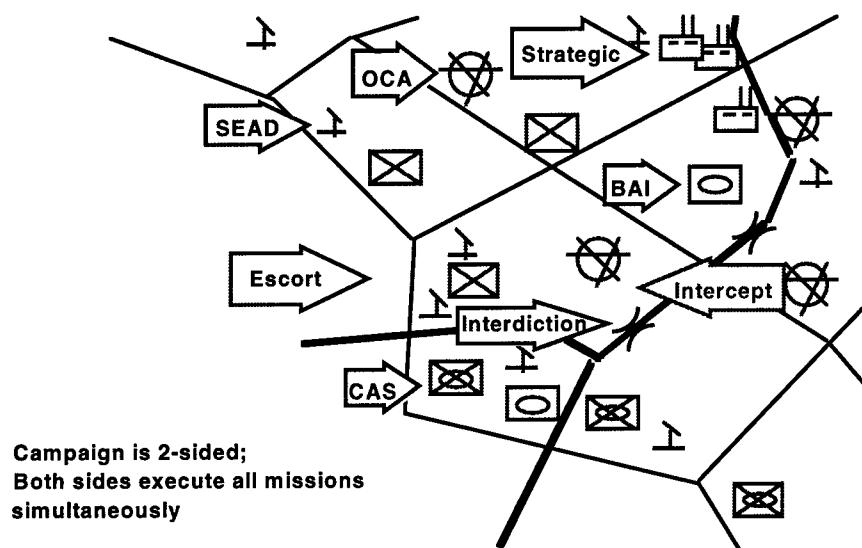 Strategic
OCA
SEAD
BAI
Escort
Intercept
Interdiction
CAS
Campaign is 2-sided;
Both sides execute all missions
simultaneously